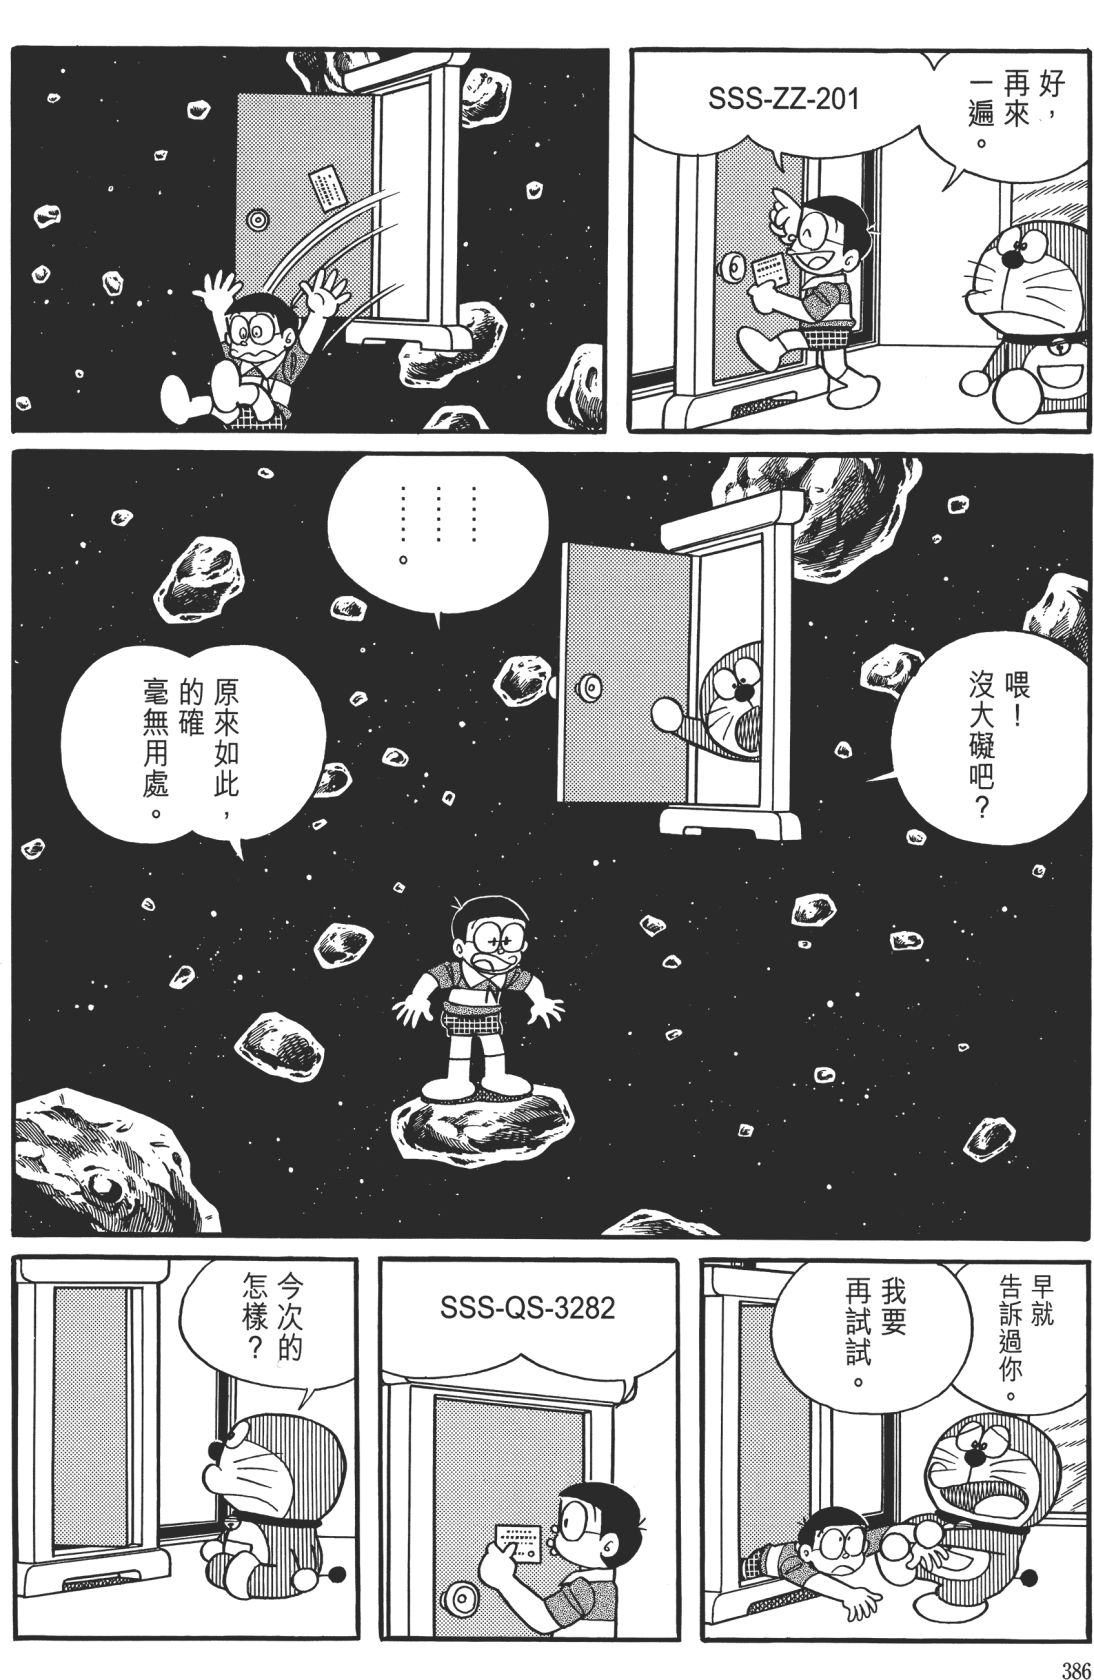 好，
再來
一遍。
SSS-ZZ-201
喂！
沒大礙吧？
………
………
………。
原來如此，
的確
毫無用處。
早就
告訴過你。
我要
再試試。
SSS-QS-3282
今次的
怎樣？
386